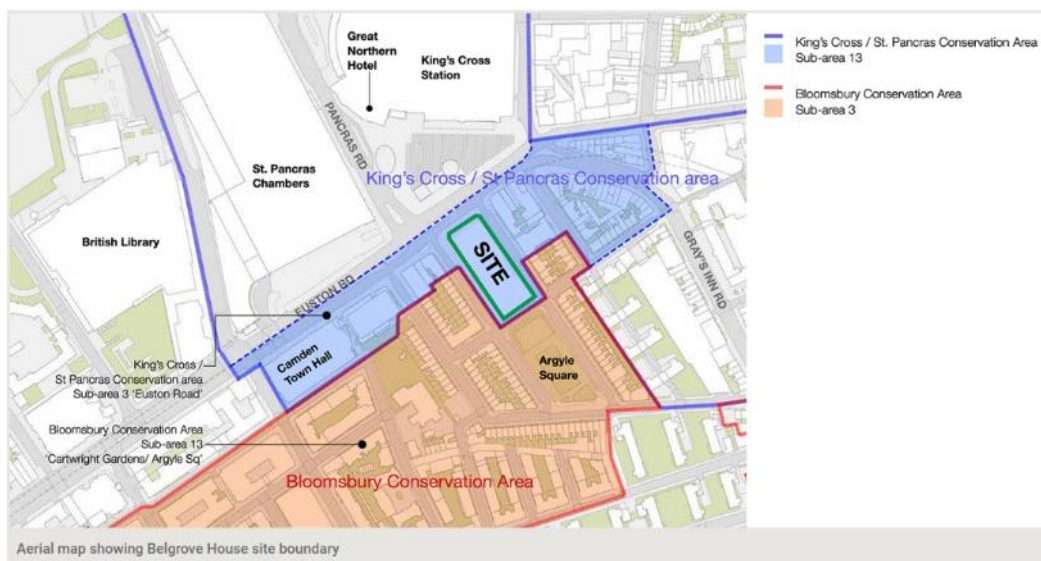 Great
Northern
Hotel
King's Cross
Station
PANCRAS RD
St. Pancras
Chambers
King's Cross / St Pancras Conservation area
British Library
SITE
GRAY'S INN RD
EUSTON RD
Camden
Town Hall
Argyle
Square
King's Cross /
St Pancras Conservation area
Sub-area 3 'Euston Road'
Bloomsbury Conservation Area
Sub-area 13
'Cartwright Gardens/ Argyle Sq'
Bloomsbury Conservation Area
King's Cross / St. Pancras Conservation Area
Sub-area 13
Bloomsbury Conservation Area
Sub-area 3
Aerial map showing Belgrove House site boundary